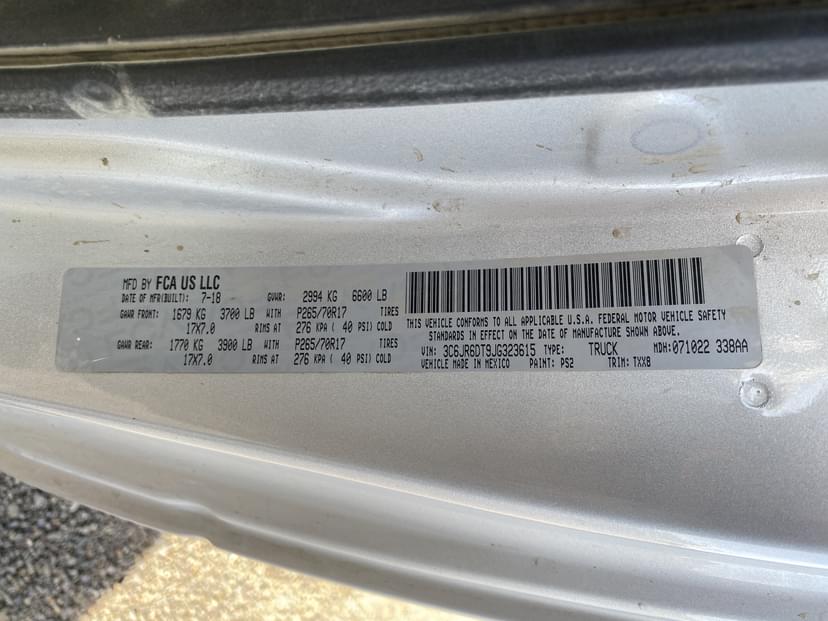 MFD BY FCA US LLC
DATE OF MFR(BUILT): 7-18 GVWR: 2994 KG 6600 LB
GAWR FRONT: 1679 KG 3700 LB WITH P265/70R17 TIRES
17X7.0 RIMS AT 276 KPA ( 40 PSI) COLD
GAWR REAR: 1770 KG 3900 LB WITH P265/70R17 TIRES
17X7.0 RIMS AT 276 KPA ( 40 PSI) COLD
THIS VEHICLE CONFORMS TO ALL APPLICABLE U.S.A. FEDERAL MOTOR VEHICLE SAFETY
STANDARDS IN EFFECT ON THE DATE OF MANUFACTURE SHOWN ABOVE.
VIN: 3C6JR6DT9JG323615 TYPE: TRUCK MDH: 071022 338AA
VEHICLE MADE IN MEXICO PAINT: PS2 TRIM: TXX8